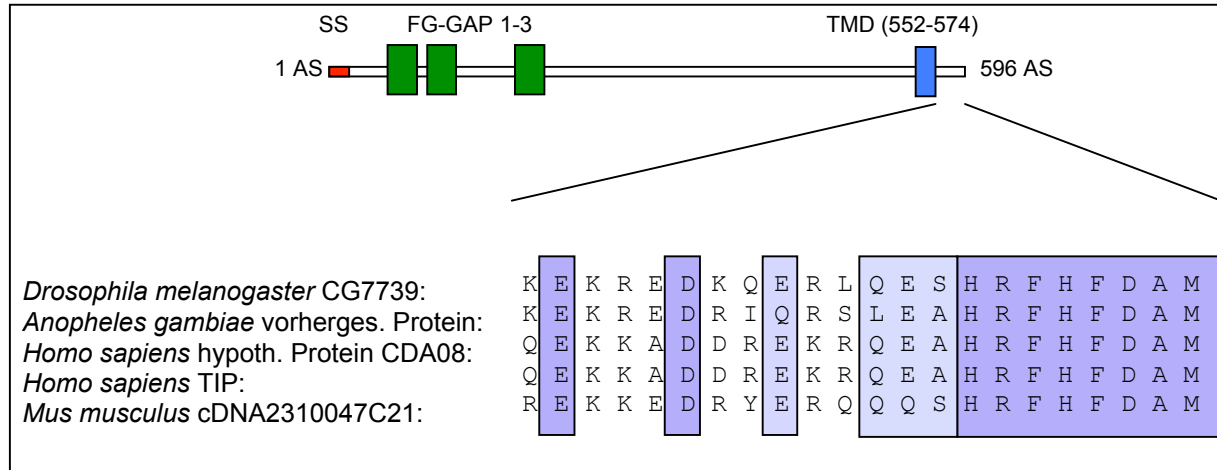 SS FG-GAP 1-3 TMD (552-574)
1 AS 596 AS
Drosophila melanogaster CG7739: K E K R E D K Q E R L Q E S H R F H F D A M
Anopheles gambiae vorherges. Protein: K E K R E D R I Q R S L E A H R F H F D A M
Homo sapiens hypoth. Protein CDA08: Q E K K A D D R E K R Q E A H R F H F D A M
Homo sapiens TIP: Q E K K A D D R E K R Q E A H R F H F D A M
Mus musculus cDNA2310047C21: R E K K E D R Y E R Q Q Q S H R F H F D A M